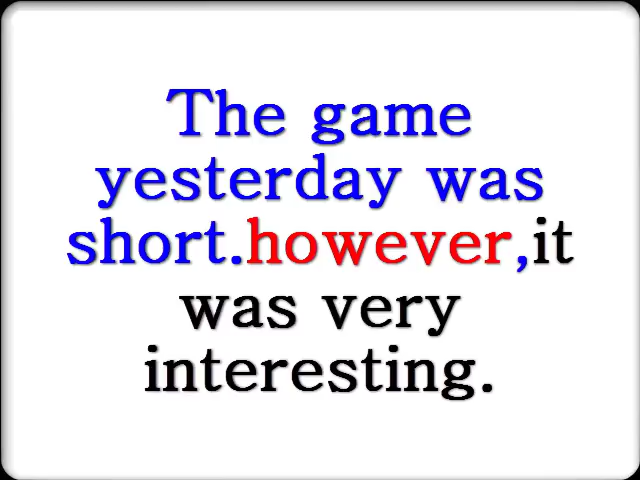 The game
yesterday was
short.however,it
was very
interesting.